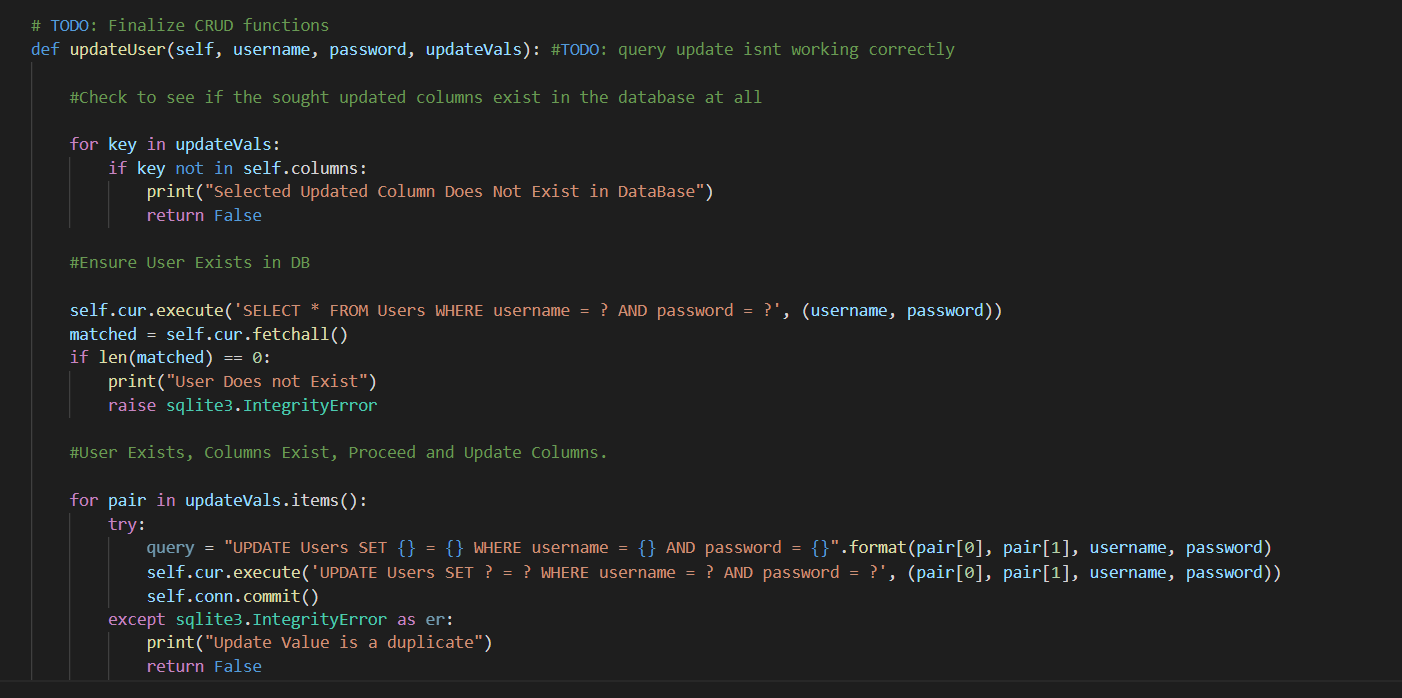 # TODO: Finalize CRUD functions
def updateUser(self, username, password, updateVals): #TODO: query update isnt working correctly
#Check to see if the sought updated columns exist in the database at all
for key in updateVals:
if key not in self.columns:
print("Selected Updated Column Does Not Exist in DataBase")
return False
#Ensure User Exists in DB
self.cur.execute('SELECT * FROM Users WHERE username = ? AND password = ?', (username, password))
matched = self.cur.fetchall()
if len(matched) == 0:
print("User Does not Exist")
raise sqlite3.IntegrityError
#User Exists, Columns Exist, Proceed and Update Columns.
for pair in updateVals.items():
try:
query = "UPDATE Users SET {} = {} WHERE username = {} AND password = {}".format(pair[0], pair[1], username, password)
self.cur.execute('UPDATE Users SET ? = ? WHERE username = ? AND password = ?', (pair[0], pair[1], username, password))
self.conn.commit()
except sqlite3.IntegrityError as er:
print("Update Value is a duplicate")
return False